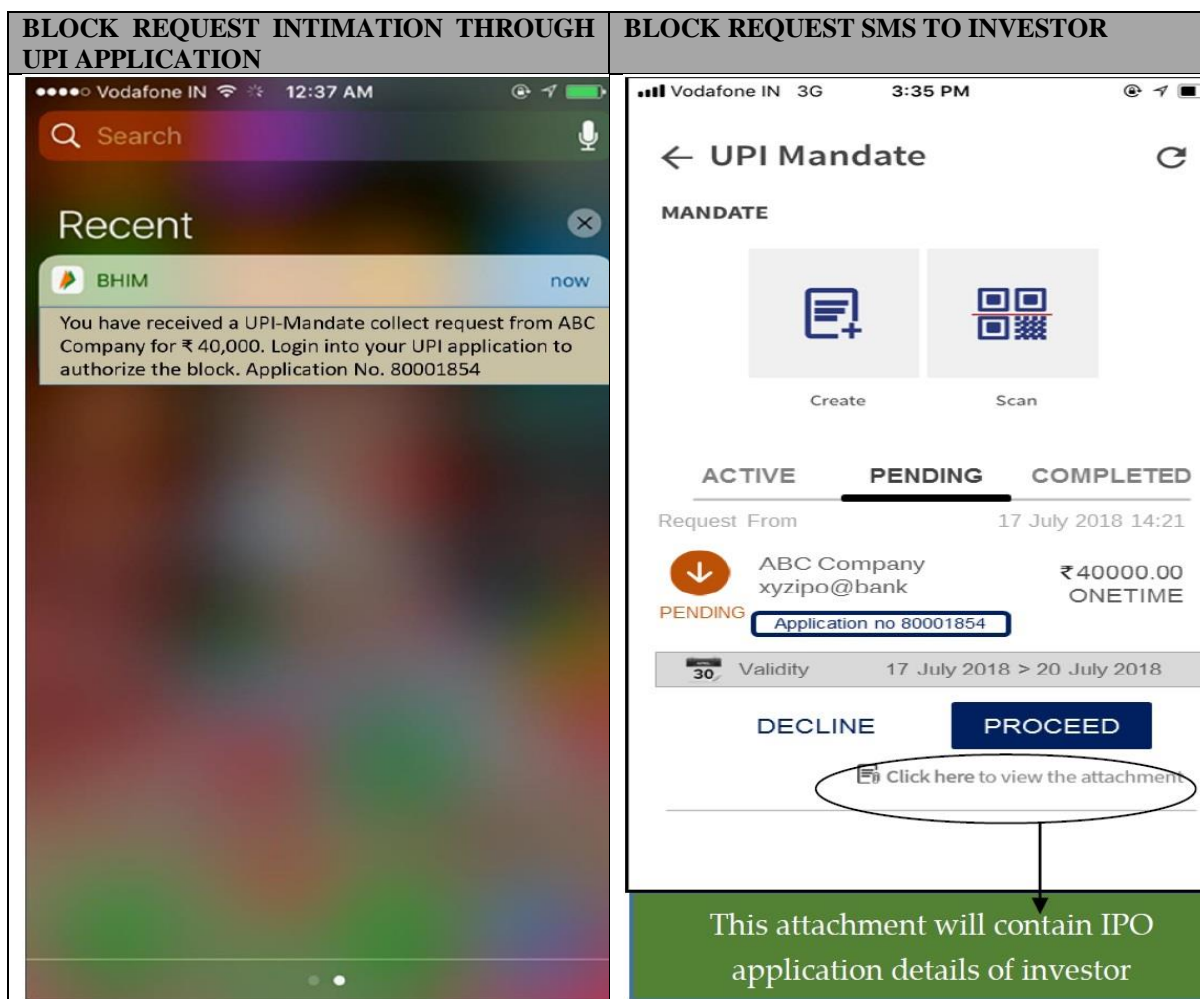 BLOCK REQUEST INTIMATION THROUGH
UPI APPLICATION
BLOCK REQUEST SMS TO INVESTOR
Vodafone IN 12:37 AM
Search
Recent
BHIM now
You have received a UPI-Mandate collect request from ABC
Company for ₹ 40,000. Login into your UPI application to
authorize the block. Application No. 80001854
Vodafone IN 3G 3:35 PM
UPI Mandate
MANDATE
Create Scan
ACTIVE PENDING COMPLETED
Request From 17 July 2018 14:21
ABC Company ₹40000.00
xyzipo@bank ONETIME
PENDING
Application no 80001854
30 Validity 17 July 2018 > 20 July 2018
DECLINE PROCEED
Click here to view the attachment
This attachment will contain IPO
application details of investor